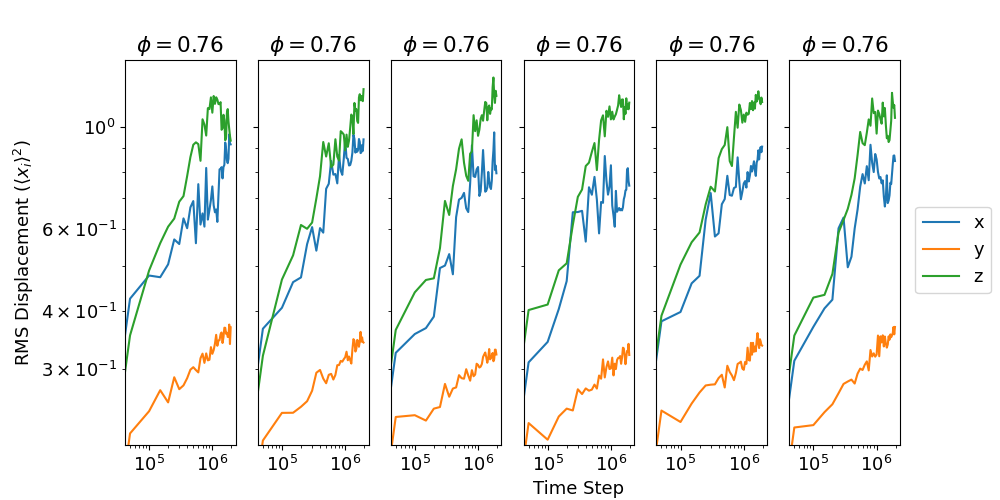 ϕ = 0.76 ϕ = 0.76 ϕ = 0.76 ϕ = 0.76 ϕ = 0.76 ϕ = 0.76
RMS Displacement (⟨x_i⟩²)
10⁰
6 × 10⁻¹
4 × 10⁻¹
3 × 10⁻¹
10⁵ 10⁶ 10⁵ 10⁶ 10⁵ 10⁶ 10⁵ 10⁶ 10⁵ 10⁶ 10⁵ 10⁶
Time Step
x
y
z